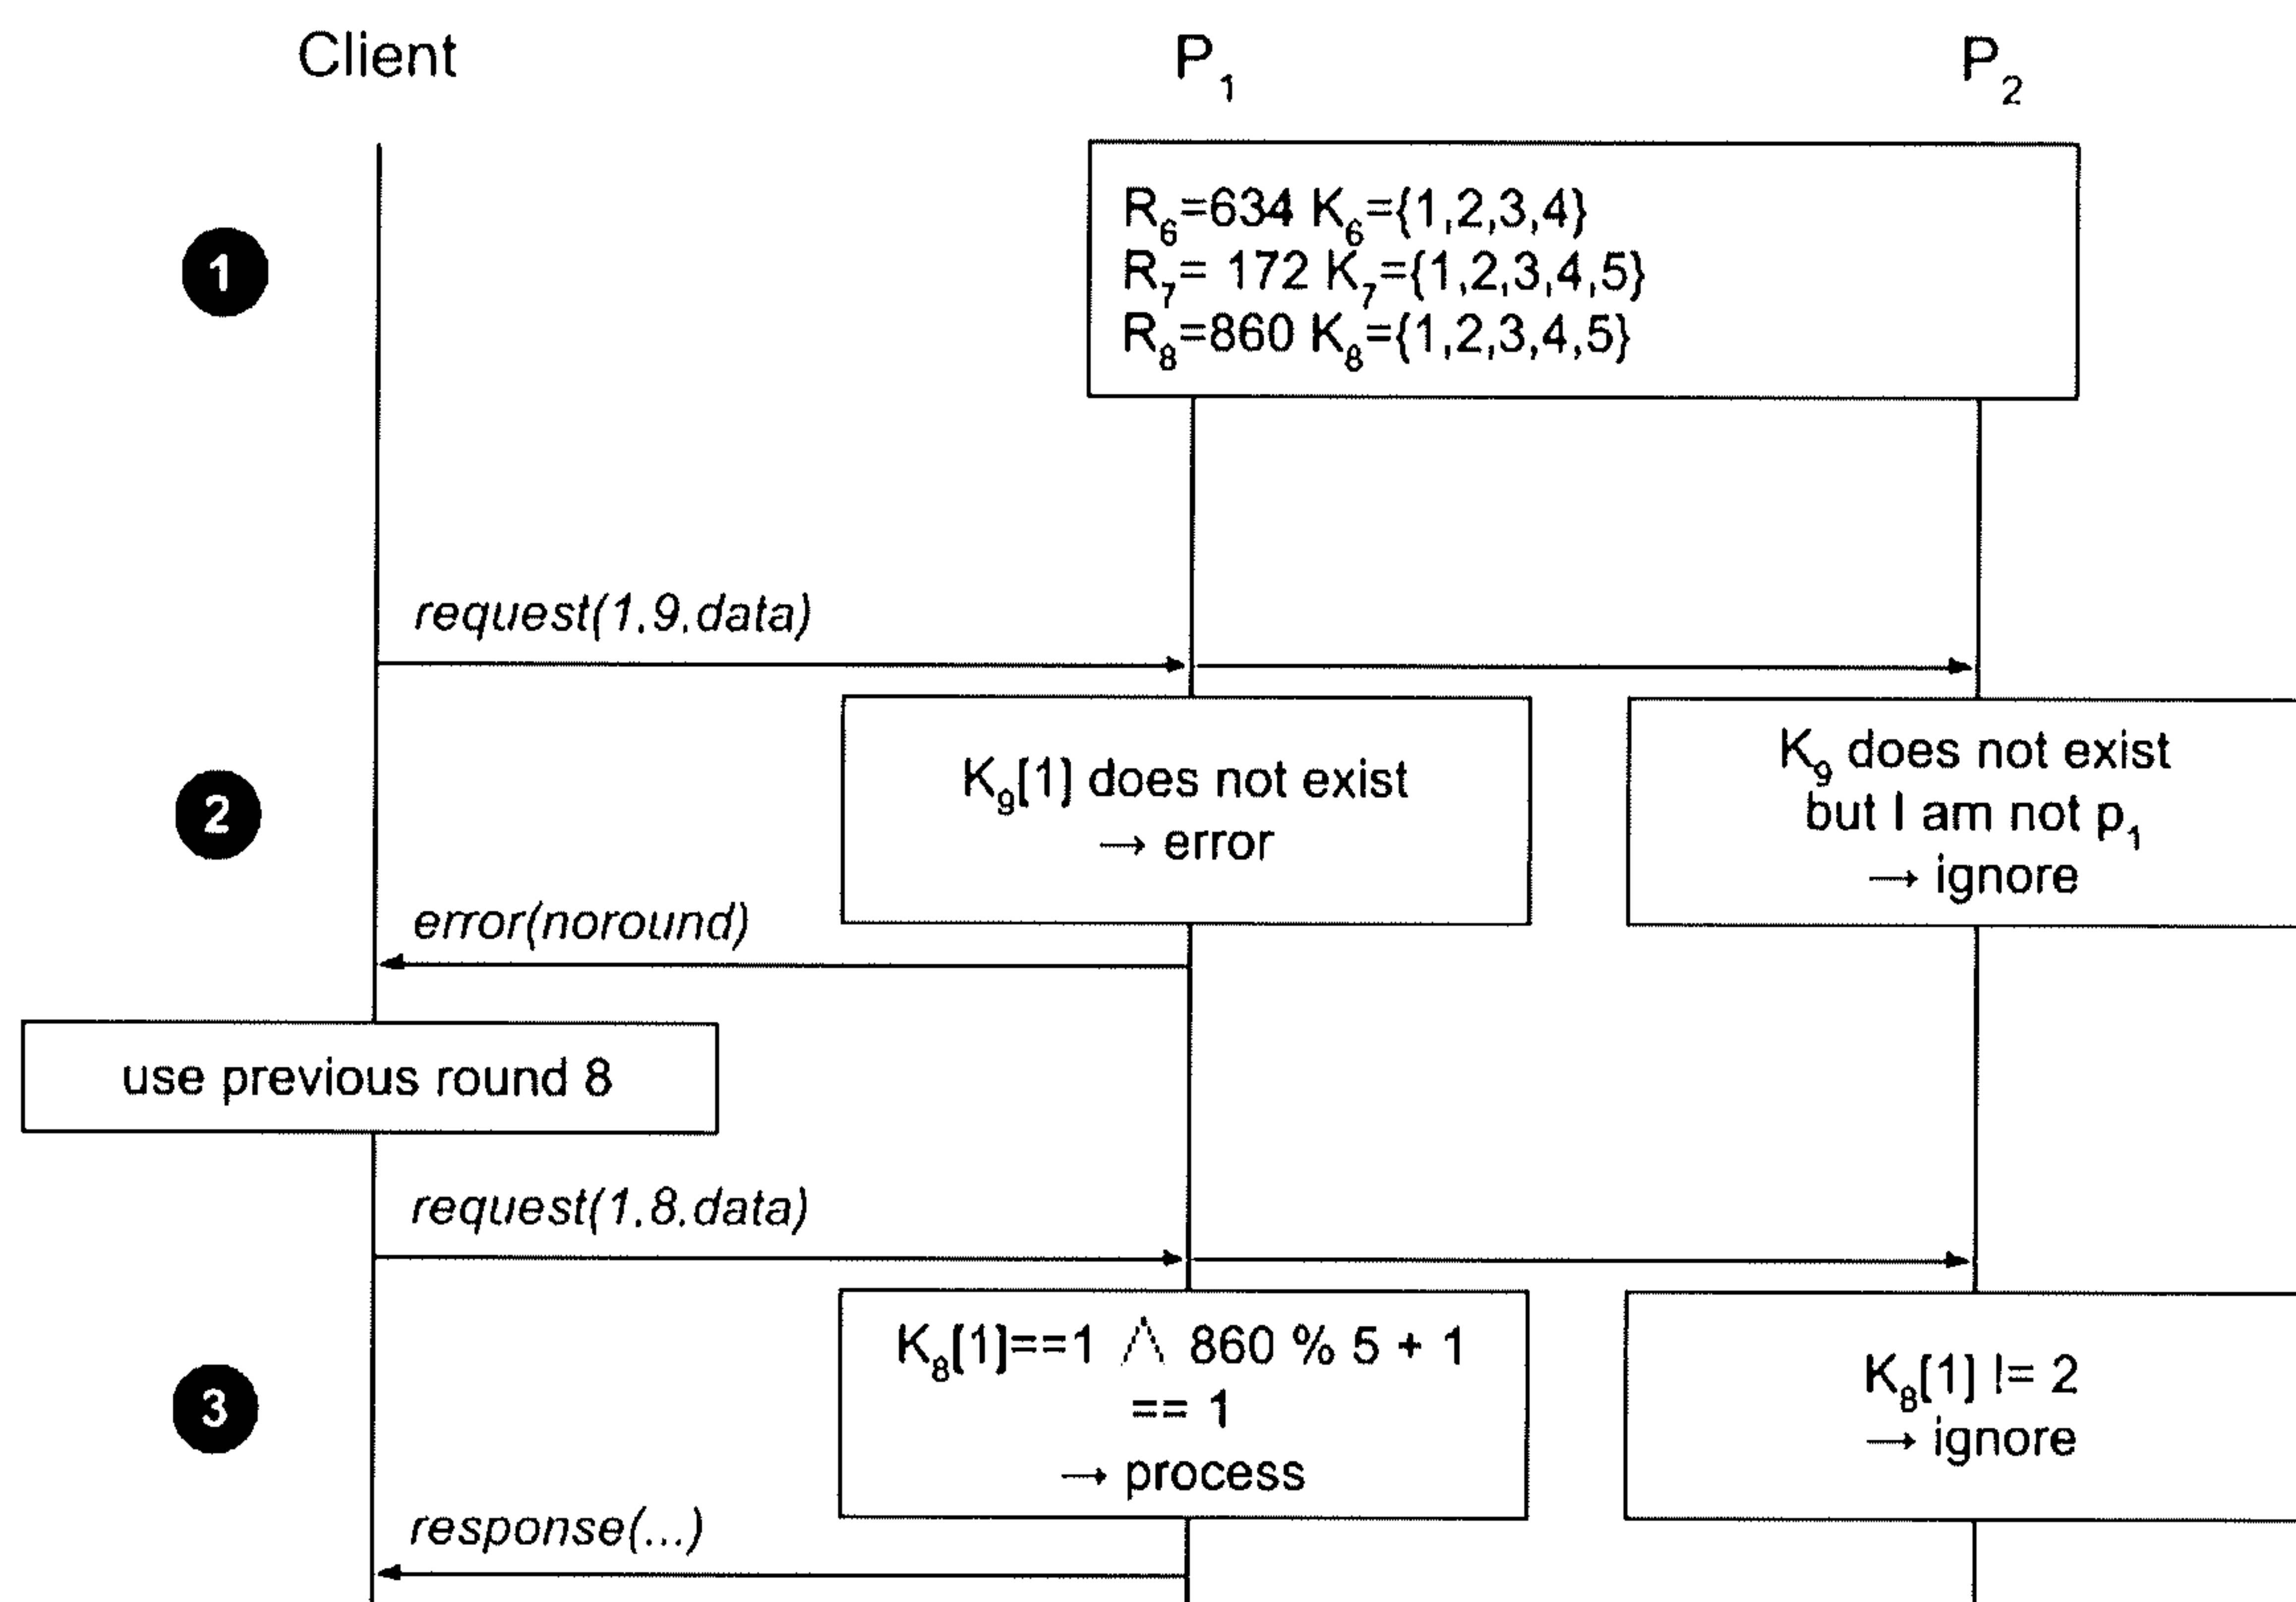 Client
P₁
P₂
1
R₆=634 K₆={1,2,3,4}
R₇= 172 K₇={1,2,3,4,5}
R₈=860 K₈={1,2,3,4,5}
request(1,9,data)
2
K₉[1] does not exist
→ error
K₉ does not exist
but I am not p₁
→ ignore
error(noround)
use previous round 8
request(1,8,data)
3
K₈[1]==1 ∧ 860 % 5 + 1
== 1
→ process
K₈[1] != 2
→ ignore
response(...)